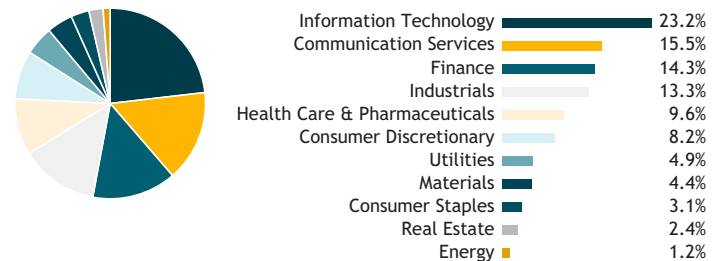 Information Technology 23.2%
Communication Services 15.5%
Finance 14.3%
Industrials 13.3%
Health Care & Pharmaceuticals 9.6%
Consumer Discretionary 8.2%
Utilities 4.9%
Materials 4.4%
Consumer Staples 3.1%
Real Estate 2.4%
Energy 1.2%